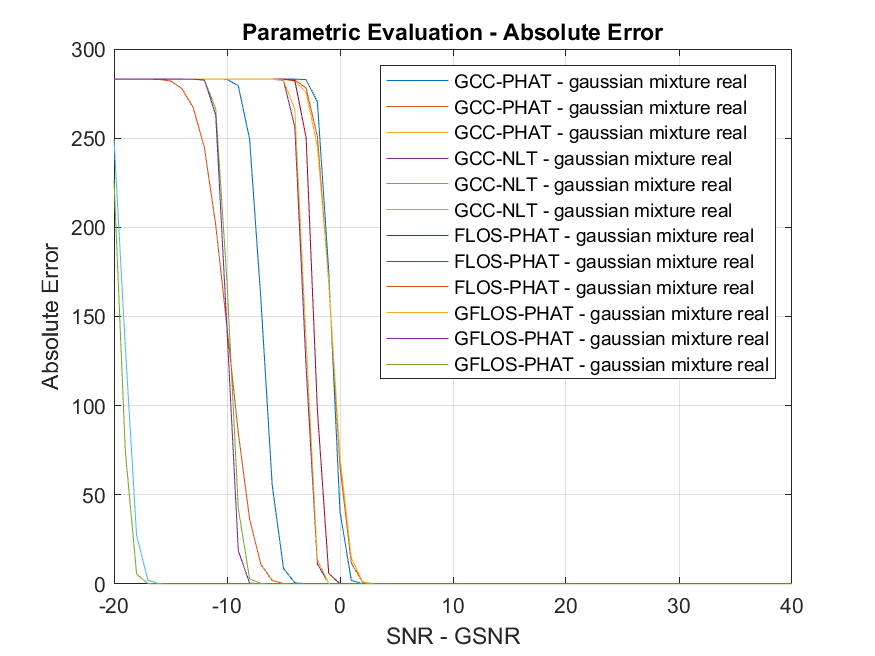 Parametric Evaluation - Absolute Error
300
250
200
150
100
50
0
Absolute Error
GCC-PHAT - gaussian mixture real
GCC-PHAT - gaussian mixture real
GCC-PHAT - gaussian mixture real
GCC-NLT - gaussian mixture real
GCC-NLT - gaussian mixture real
GCC-NLT - gaussian mixture real
FLOS-PHAT - gaussian mixture real
FLOS-PHAT - gaussian mixture real
FLOS-PHAT - gaussian mixture real
GFLOS-PHAT - gaussian mixture real
GFLOS-PHAT - gaussian mixture real
GFLOS-PHAT - gaussian mixture real
-20 -10 0 10 20 30 40
SNR - GSNR